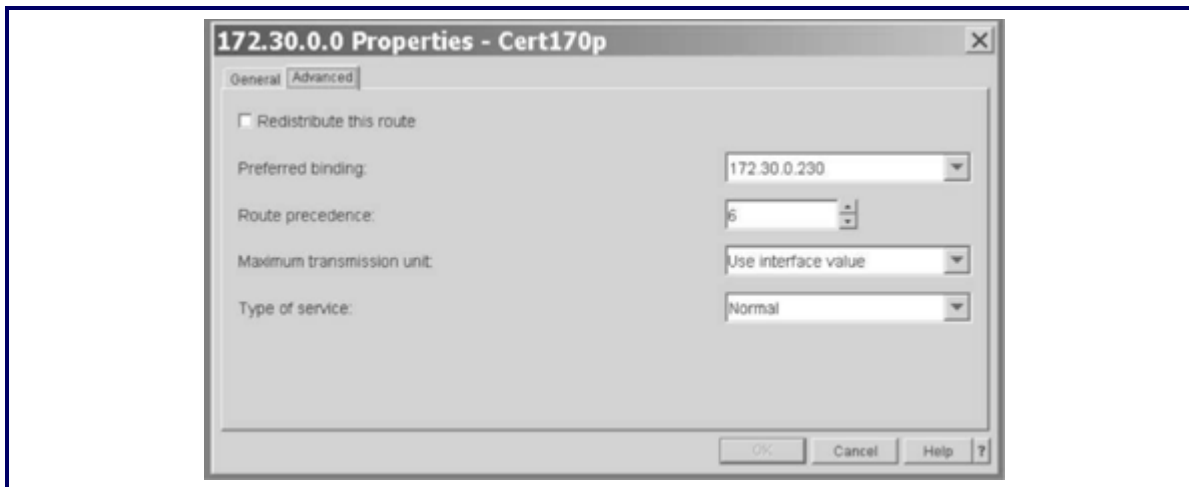 172.30.0.0 Properties - Cert170p
General Advanced
Redistribute this route
Preferred binding: 172.30.0.230
Route precedence: 6
Maximum transmission unit: Use interface value
Type of service: Normal
OK Cancel Help ?